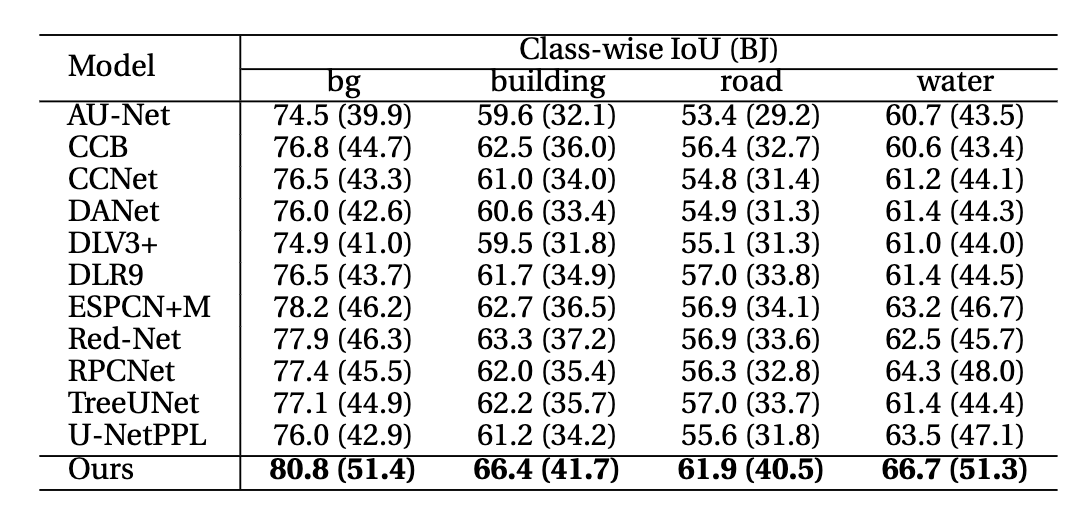 Model Class-wise IoU (BJ)
bg building road water
AU-Net 74.5 (39.9) 59.6 (32.1) 53.4 (29.2) 60.7 (43.5)
CCB 76.8 (44.7) 62.5 (36.0) 56.4 (32.7) 60.6 (43.4)
CCNet 76.5 (43.3) 61.0 (34.0) 54.8 (31.4) 61.2 (44.1)
DANet 76.0 (42.6) 60.6 (33.4) 54.9 (31.3) 61.4 (44.3)
DLV3+ 74.9 (41.0) 59.5 (31.8) 55.1 (31.3) 61.0 (44.0)
DLR9 76.5 (43.7) 61.7 (34.9) 57.0 (33.8) 61.4 (44.5)
ESPCN+M 78.2 (46.2) 62.7 (36.5) 56.9 (34.1) 63.2 (46.7)
Red-Net 77.9 (46.3) 63.3 (37.2) 56.9 (33.6) 62.5 (45.7)
RPCNet 77.4 (45.5) 62.0 (35.4) 56.3 (32.8) 64.3 (48.0)
TreeUNet 77.1 (44.9) 62.2 (35.7) 57.0 (33.7) 61.4 (44.4)
U-NetPPL 76.0 (42.9) 61.2 (34.2) 55.6 (31.8) 63.5 (47.1)
Ours 80.8 (51.4) 66.4 (41.7) 61.9 (40.5) 66.7 (51.3)